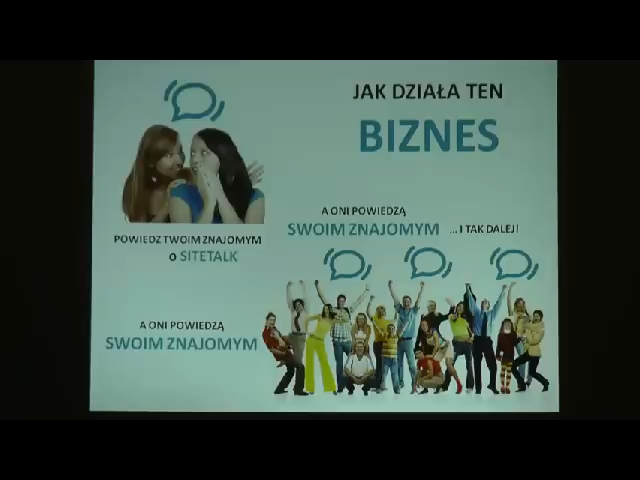 JAK DZIAŁA TEN
BIZNES
POWIEDZ TWOIM ZNAJOMYM
o SITETALK
A ONI POWIEDZĄ
SWOIM ZNAJOMYM
A ONI POWIEDZĄ
SWOIM ZNAJOMYM
... I TAK DALEJ!